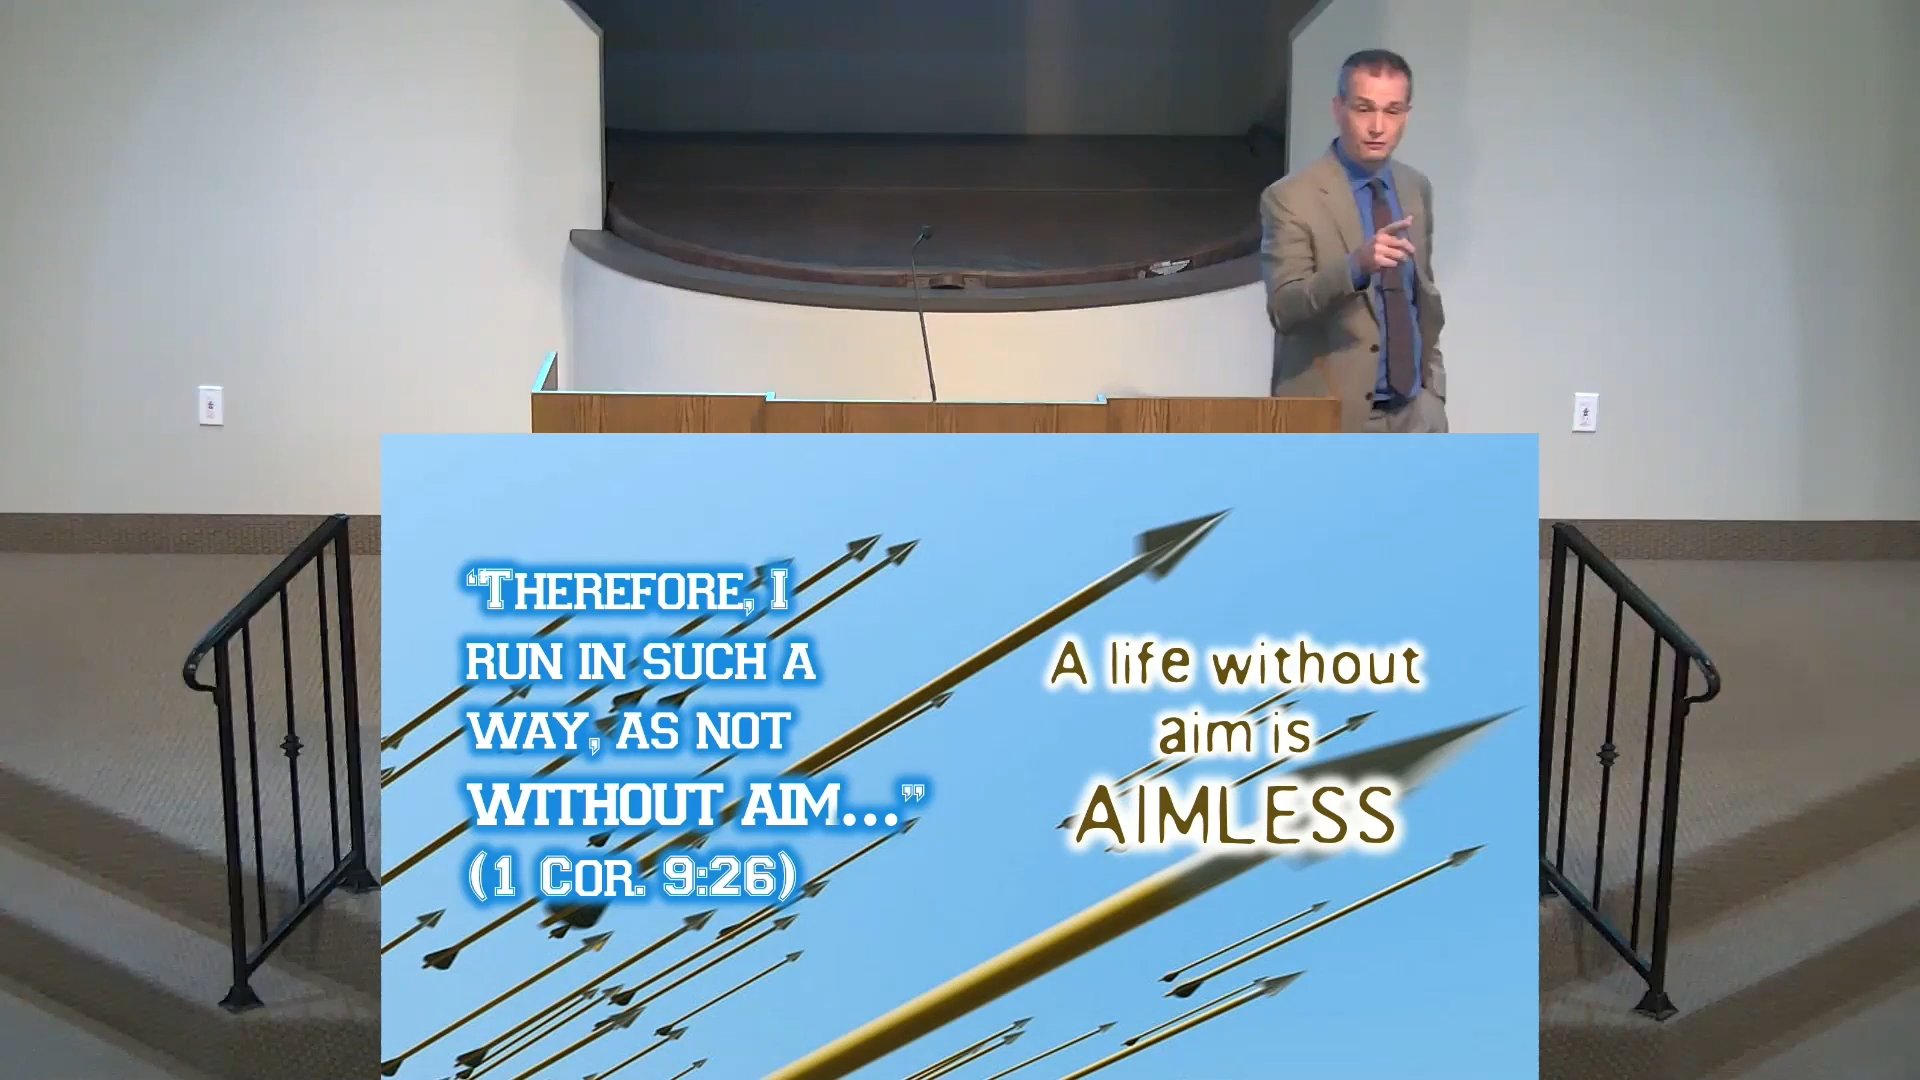 “Therefore, I
run in such a
way, as not
without aim...”
(1 Cor. 9:26)
A life without
aim is
AIMLESS